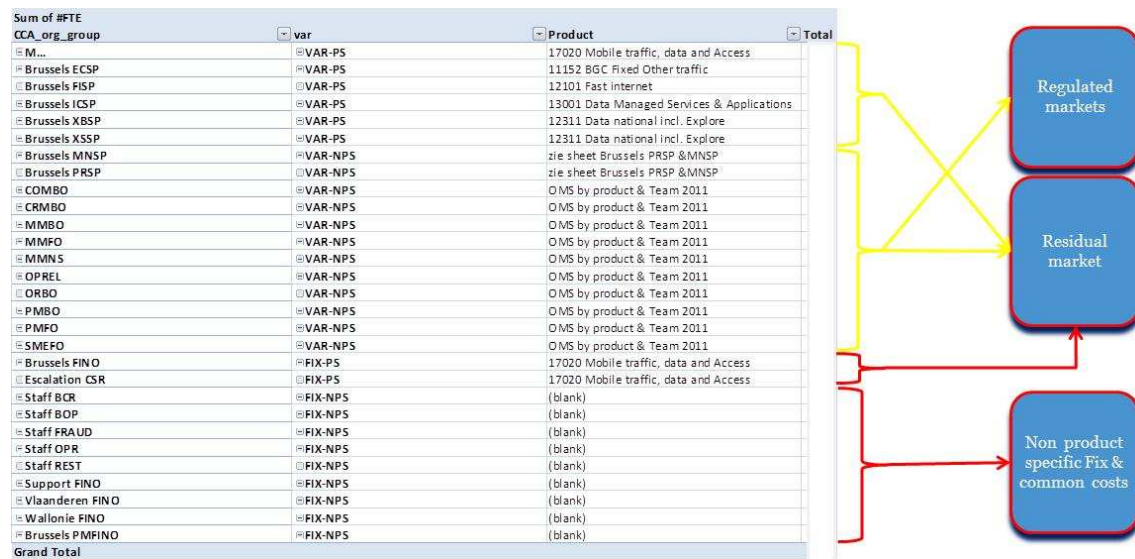 Sum of #FTE
CCA_org_group var Product Total
M... VAR-PS 17020 Mobile traffic, data and Access
Brussels ECSP VAR-PS 11152 BGC Fixed Other traffic
Brussels FISP VAR-PS 12101 Fast internet
Brussels ICSP VAR-PS 13001 Data Managed Services & Applications
Brussels XBSP VAR-PS 12311 Data national incl. Explore
Brussels XSSP VAR-PS 12311 Data national incl. Explore
Brussels MNSP VAR-NPS zie sheet Brussels PRSP &MNSP
Brussels PRSP VAR-NPS zie sheet Brussels PRSP &MNSP
COMBO VAR-NPS OMS by product & Team 2011
CRMBO VAR-NPS OMS by product & Team 2011
MMBO VAR-NPS OMS by product & Team 2011
MMFO VAR-NPS OMS by product & Team 2011
MMNS VAR-NPS OMS by product & Team 2011
OPREL VAR-NPS OMS by product & Team 2011
ORBO VAR-NPS OMS by product & Team 2011
PMBO VAR-NPS OMS by product & Team 2011
PMFO VAR-NPS OMS by product & Team 2011
SMEFO VAR-NPS OMS by product & Team 2011
Brussels FINO FIX-PS 17020 Mobile traffic, data and Access
Escalation CSR FIX-PS 17020 Mobile traffic, data and Access
Staff BCR FIX-NPS (blank)
Staff BOP FIX-NPS (blank)
Staff FRAUD FIX-NPS (blank)
Staff OPR FIX-NPS (blank)
Staff REST FIX-NPS (blank)
Support FINO FIX-NPS (blank)
Vlaanderen FINO FIX-NPS (blank)
Wallonie FINO FIX-NPS (blank)
Brussels PMFINO FIX-NPS (blank)
Grand Total
Regulated
markets
Residual
market
Non product
specific Fix &
common costs